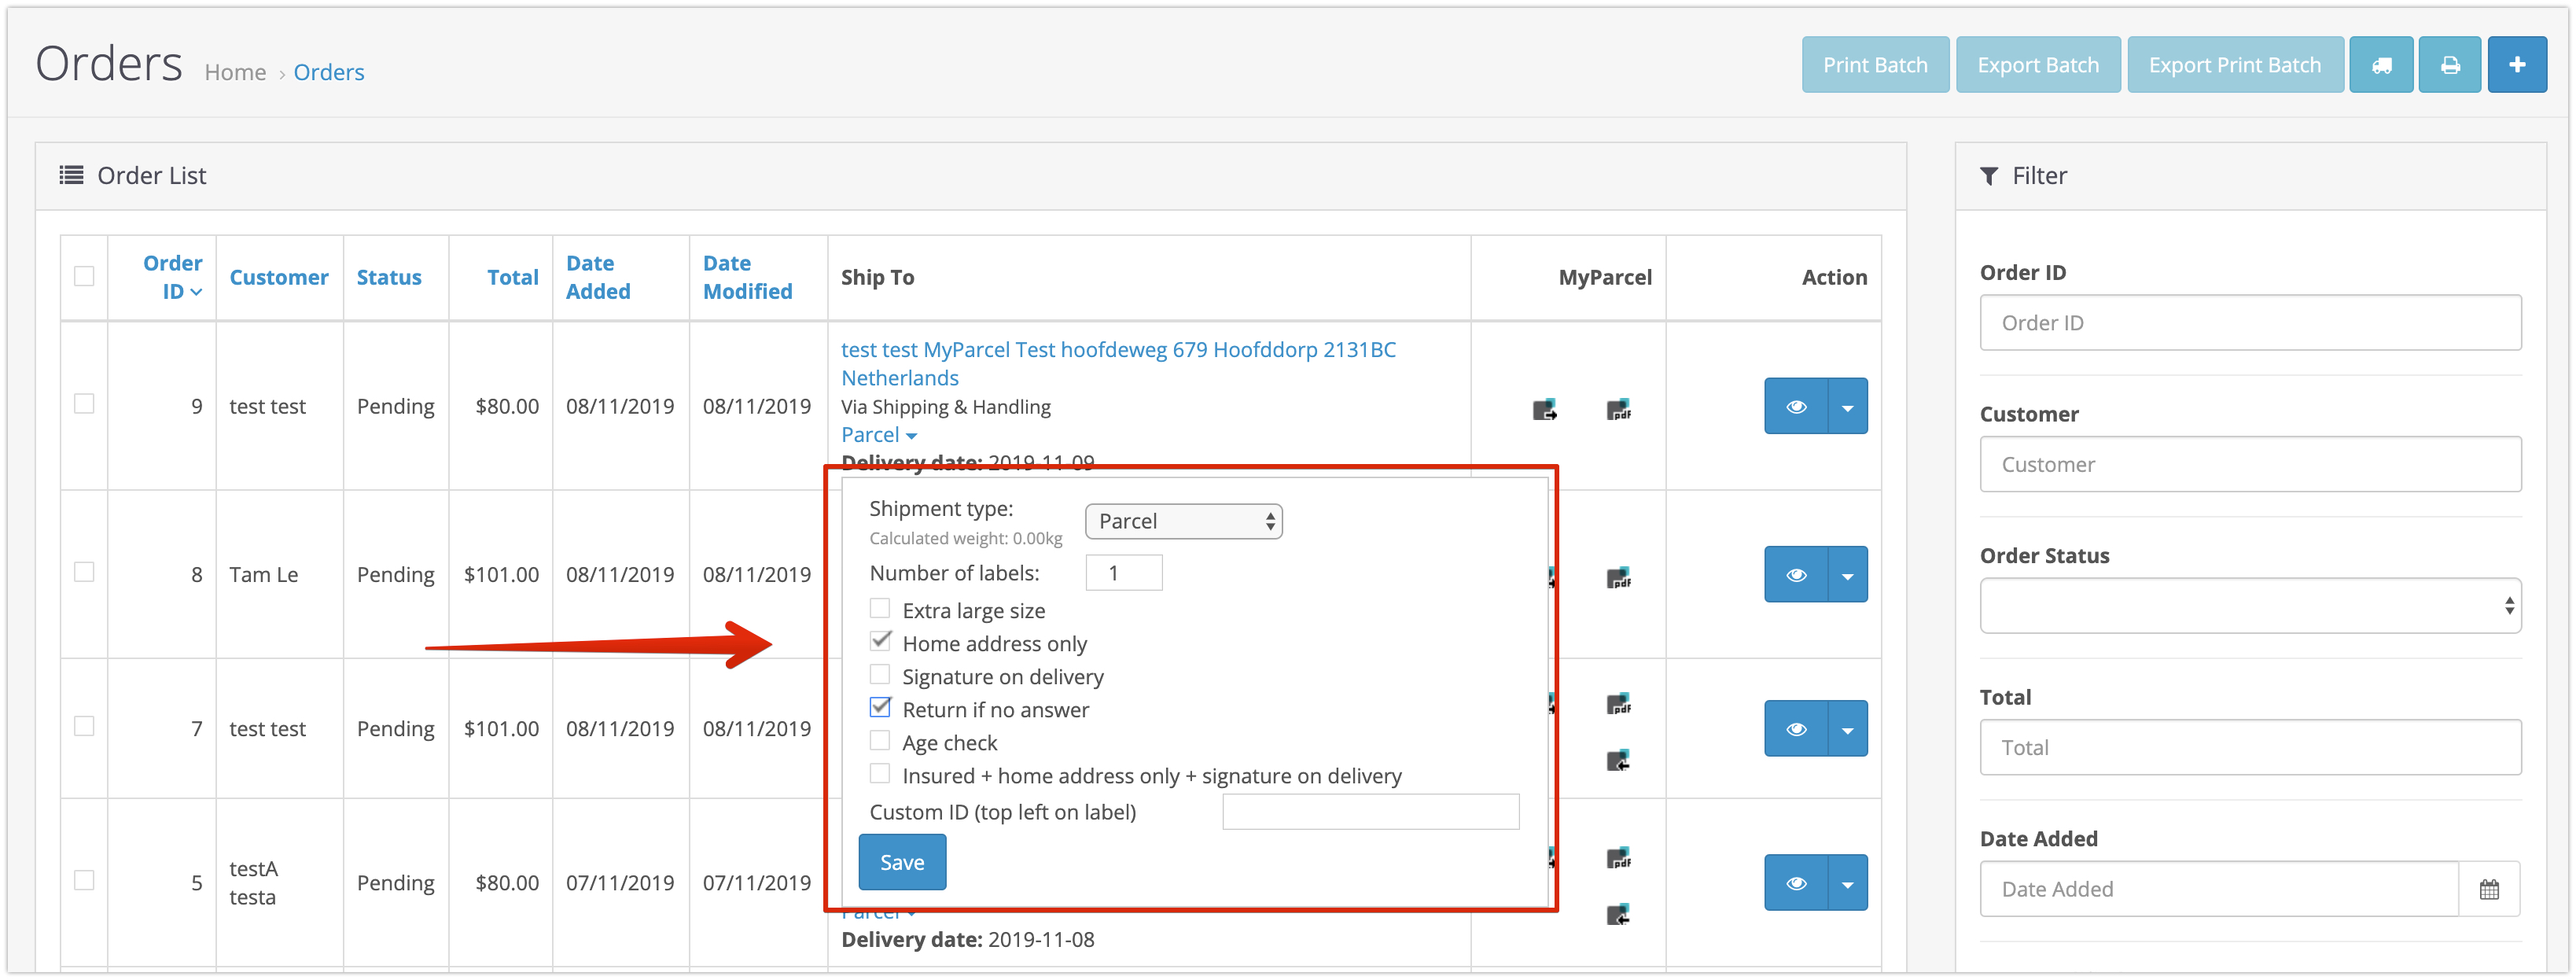 Orders
Home › Orders
Print Batch
Export Batch
Export Print Batch
Order List
Order ID
Customer
Status
Total
Date Added
Date Modified
Ship To
MyParcel
Action
9
test test
Pending
$80.00
08/11/2019
08/11/2019
test test MyParcel Test hoofdeweg 679 Hoofddorp 2131BC
Netherlands
Via Shipping & Handling
Parcel
Delivery date: 2019-11-09
pdf
8
Tam Le
Pending
$101.00
08/11/2019
08/11/2019
pdf
7
test test
Pending
$101.00
08/11/2019
08/11/2019
pdf
5
testA
testa
Pending
$80.00
07/11/2019
07/11/2019
pdf
Shipment type:
Parcel
Calculated weight: 0.00kg
Number of labels:
1
Extra large size
Home address only
Signature on delivery
Return if no answer
Age check
Insured + home address only + signature on delivery
Custom ID (top left on label)
Save
Parcel
Delivery date: 2019-11-08
Filter
Order ID
Order ID
Customer
Customer
Order Status
Total
Total
Date Added
Date Added